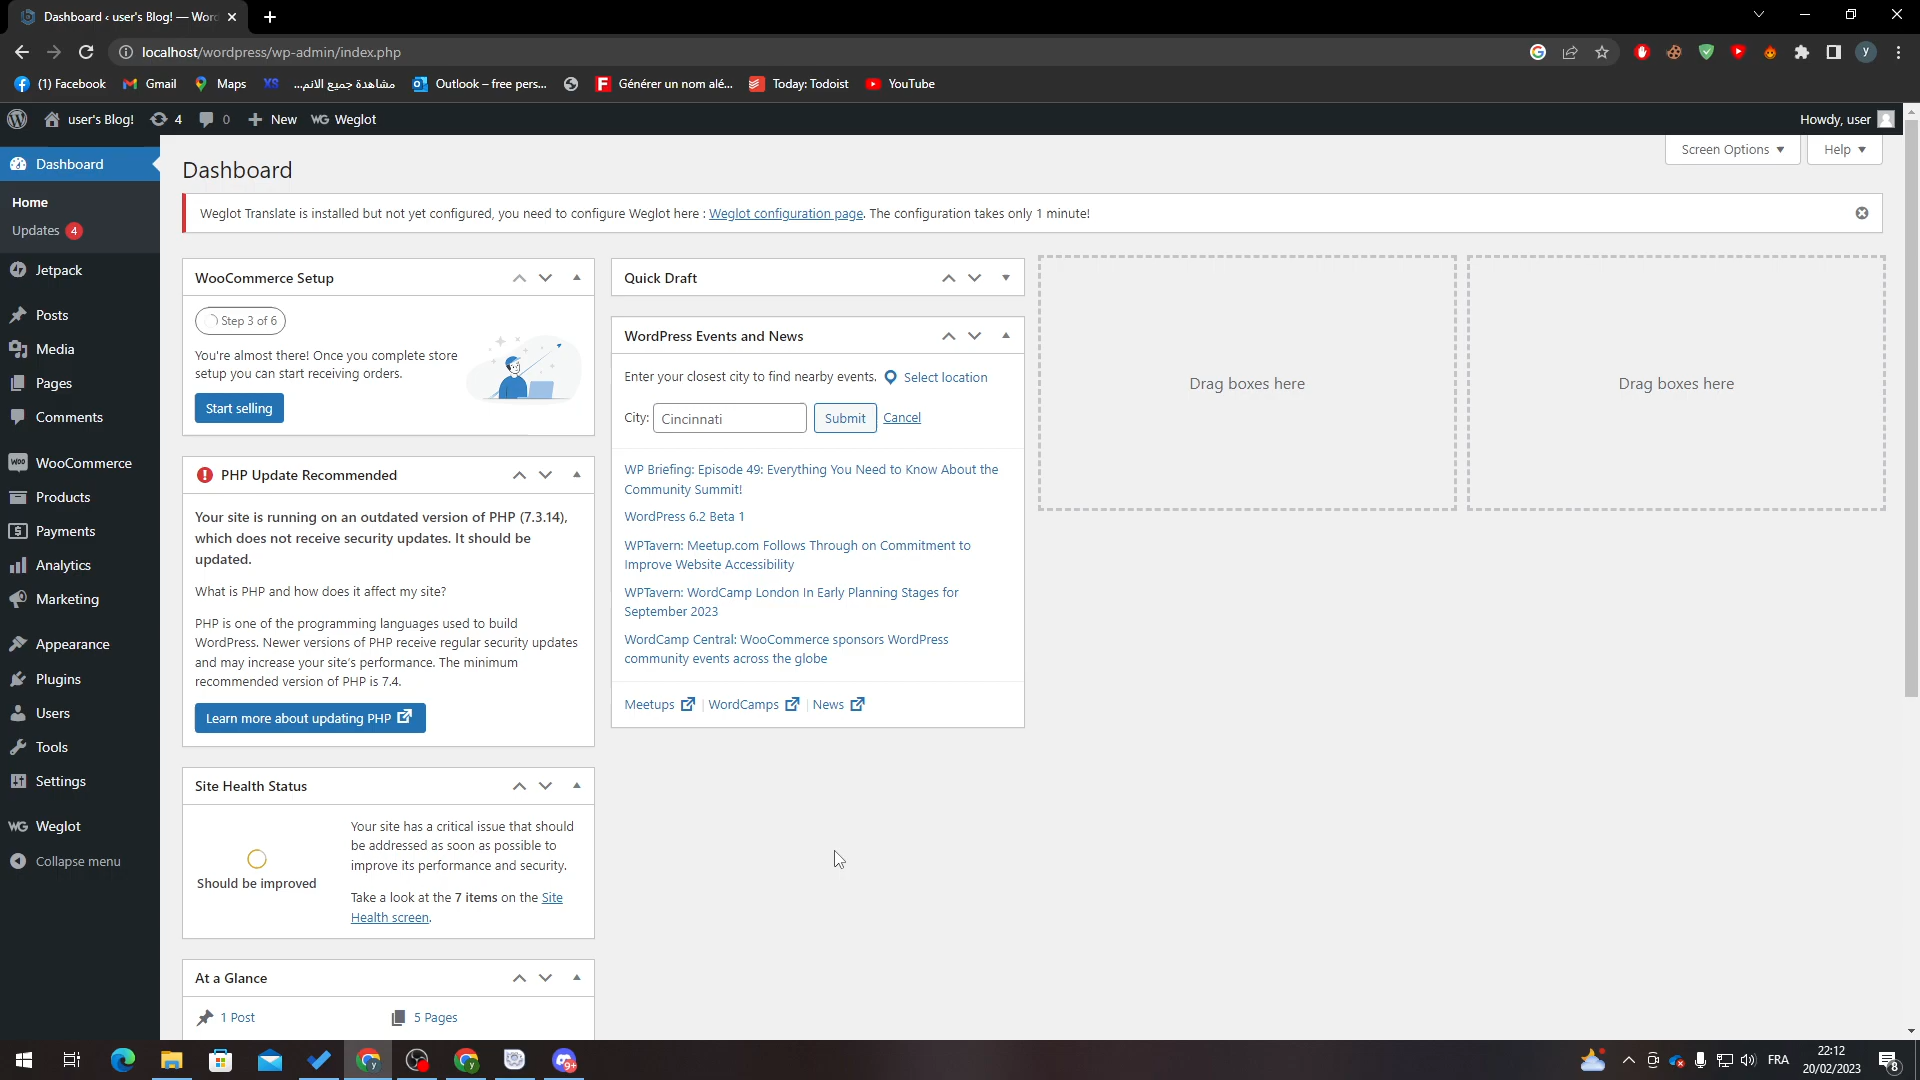 Dashboard ‹ user's Blog! — Wor
localhost/wordpress/wp-admin/index.php
(1) Facebook
Gmail
Maps
XS
مشاهدة جميع الانم...
Outlook – free pers...
Générer un nom alé...
Today: Todoist
YouTube
user's Blog!
4
0
New
Weglot
Howdy, user
Dashboard
Home
Updates 4
Jetpack
Posts
Media
Pages
Comments
WooCommerce
Products
Payments
Analytics
Marketing
Appearance
Plugins
Users
Tools
Settings
Weglot
Collapse menu
Screen Options
Help
Dashboard
Weglot Translate is installed but not yet configured, you need to configure Weglot here : Weglot configuration page. The configuration takes only 1 minute!
WooCommerce Setup
Step 3 of 6
You're almost there! Once you complete store
setup you can start receiving orders.
Start selling
PHP Update Recommended
Your site is running on an outdated version of PHP (7.3.14),
which does not receive security updates. It should be
updated.
What is PHP and how does it affect my site?
PHP is one of the programming languages used to build
WordPress. Newer versions of PHP receive regular security updates
and may increase your site's performance. The minimum
recommended version of PHP is 7.4.
Learn more about updating PHP
Site Health Status
Should be improved
Your site has a critical issue that should
be addressed as soon as possible to
improve its performance and security.
Take a look at the 7 items on the Site
Health screen.
At a Glance
1 Post
5 Pages
Quick Draft
WordPress Events and News
Enter your closest city to find nearby events.
Select location
City:
Cincinnati
Submit
Cancel
WP Briefing: Episode 49: Everything You Need to Know About the
Community Summit!
WordPress 6.2 Beta 1
WPTavern: Meetup.com Follows Through on Commitment to
Improve Website Accessibility
WPTavern: WordCamp London In Early Planning Stages for
September 2023
WordCamp Central: WooCommerce sponsors WordPress
community events across the globe
Meetups | WordCamps | News
Drag boxes here
Drag boxes here
FRA
22:12
20/02/2023
8